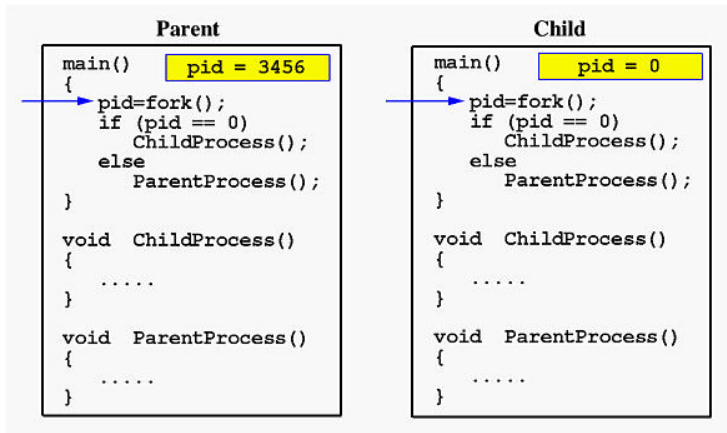 Parent
main()
pid = 3456
{
pid=fork();
if (pid == 0)
ChildProcess();
else
ParentProcess();
}
void ChildProcess()
{
.....
}
void ParentProcess()
{
.....
}
Child
main()
pid = 0
{
pid=fork();
if (pid == 0)
ChildProcess();
else
ParentProcess();
}
void ChildProcess()
{
.....
}
void ParentProcess()
{
.....
}